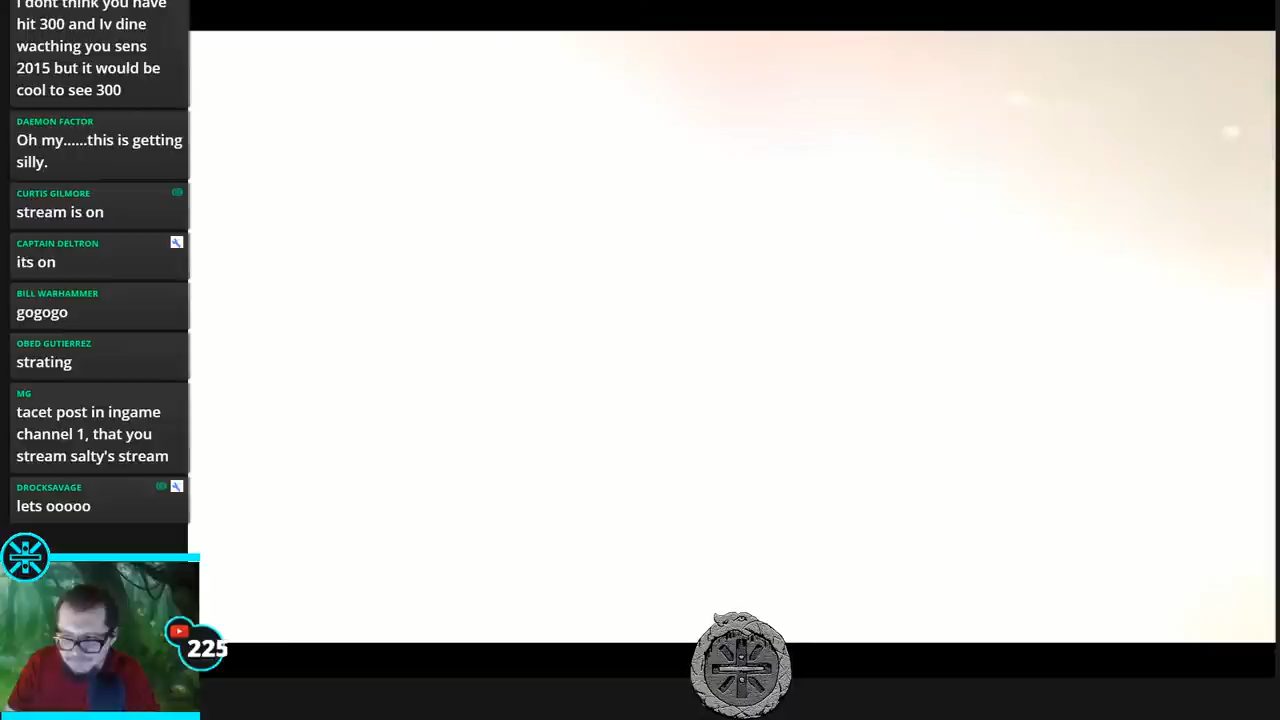 I dont think you have
hit 300 and Iv dine
wacthing you sens
2015 but it would be
cool to see 300
DAEMON FACTOR
Oh my......this is getting
silly.
CURTIS GILMORE
stream is on
CAPTAIN DELTRON
its on
BILL WARHAMMER
gogogo
OBED GUTIERREZ
strating
MG
tacet post in ingame
channel 1, that you
stream salty's stream
DROCKSAVAGE
lets ooooo
225